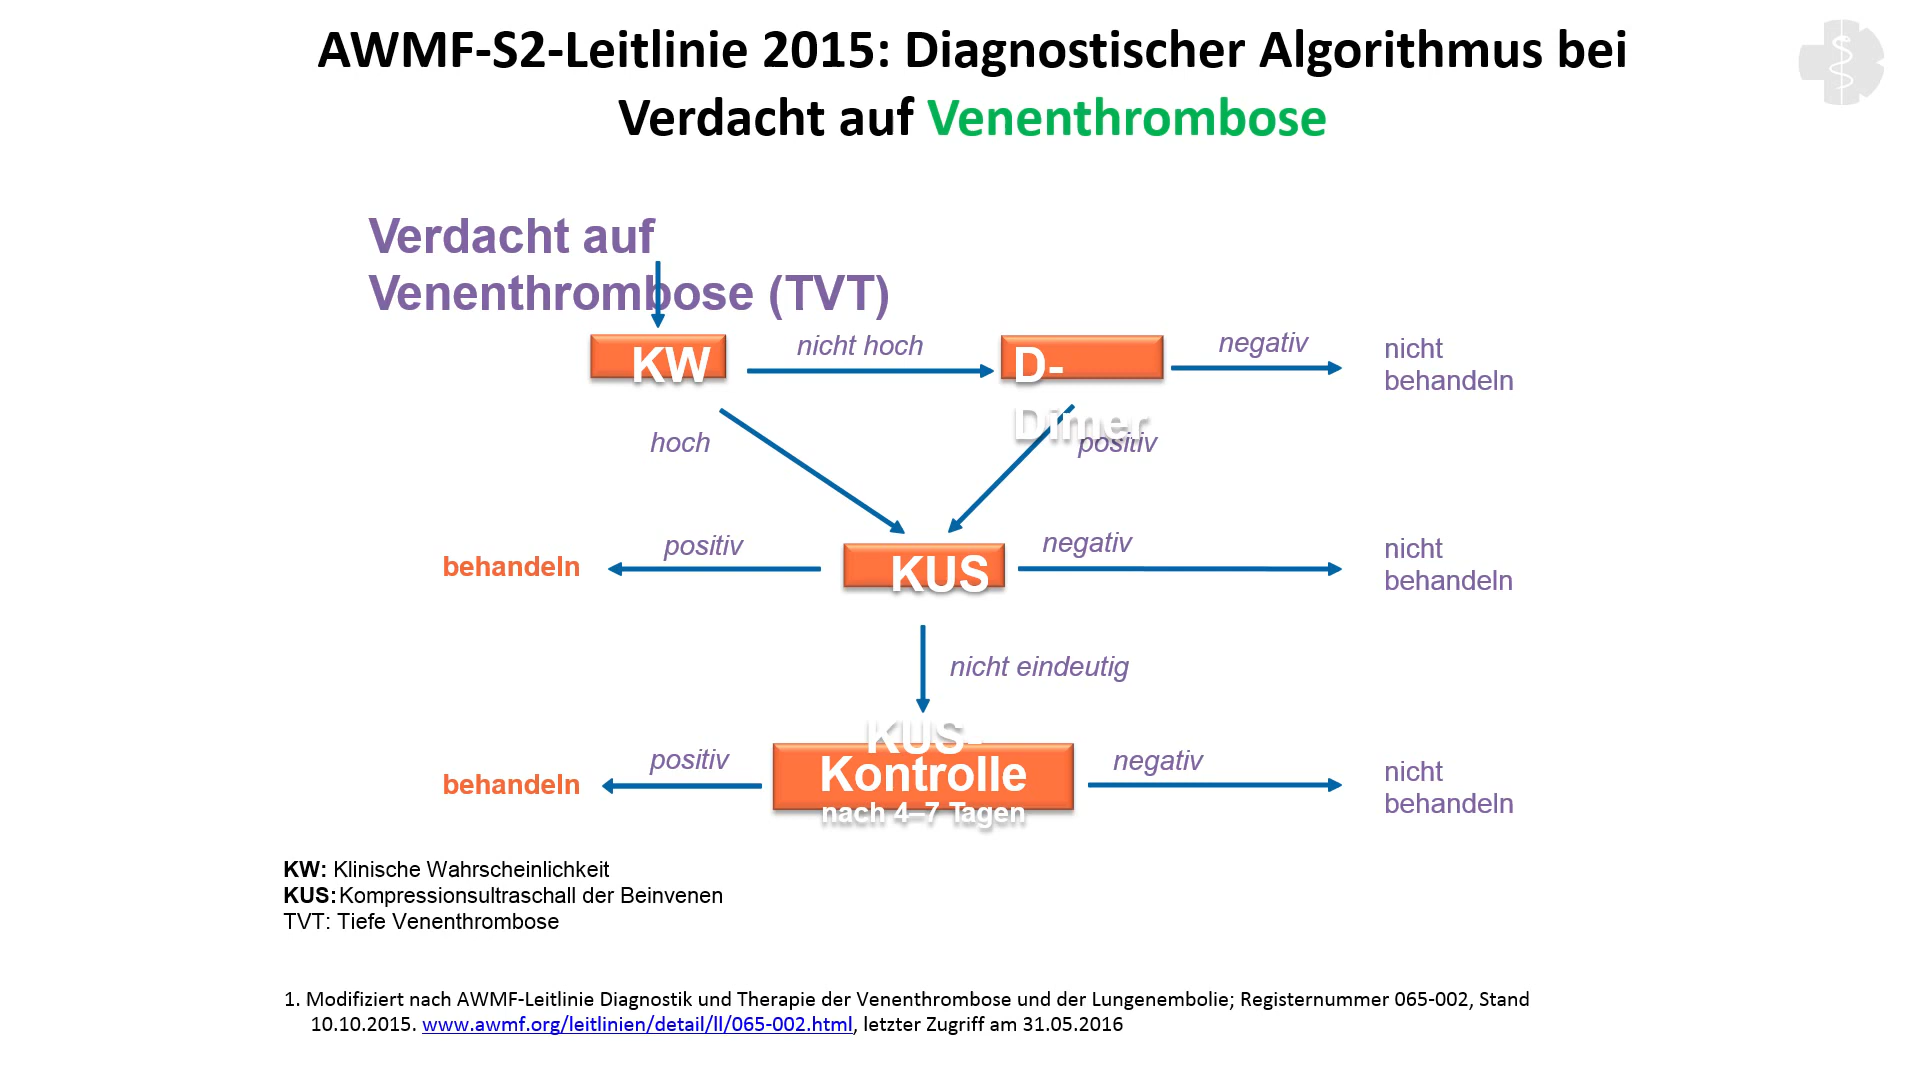 AWMF-S2-Leitlinie 2015: Diagnostischer Algorithmus bei
Verdacht auf Venenthrombose
Verdacht auf
Venenthrombose (TVT)
KW
nicht hoch
D-
Dimer
negativ
nicht
behandeln
hoch
positiv
behandeln
positiv
KUS
negativ
nicht
behandeln
nicht eindeutig
behandeln
positiv
KUS-
Kontrolle
nach 4–7 Tagen
negativ
nicht
behandeln
KW: Klinische Wahrscheinlichkeit
KUS: Kompressionsultraschall der Beinvenen
TVT: Tiefe Venenthrombose
1. Modifiziert nach AWMF-Leitlinie Diagnostik und Therapie der Venenthrombose und der Lungenembolie; Registernummer 065-002, Stand
10.10.2015. www.awmf.org/leitlinien/detail/ll/065-002.html, letzter Zugriff am 31.05.2016